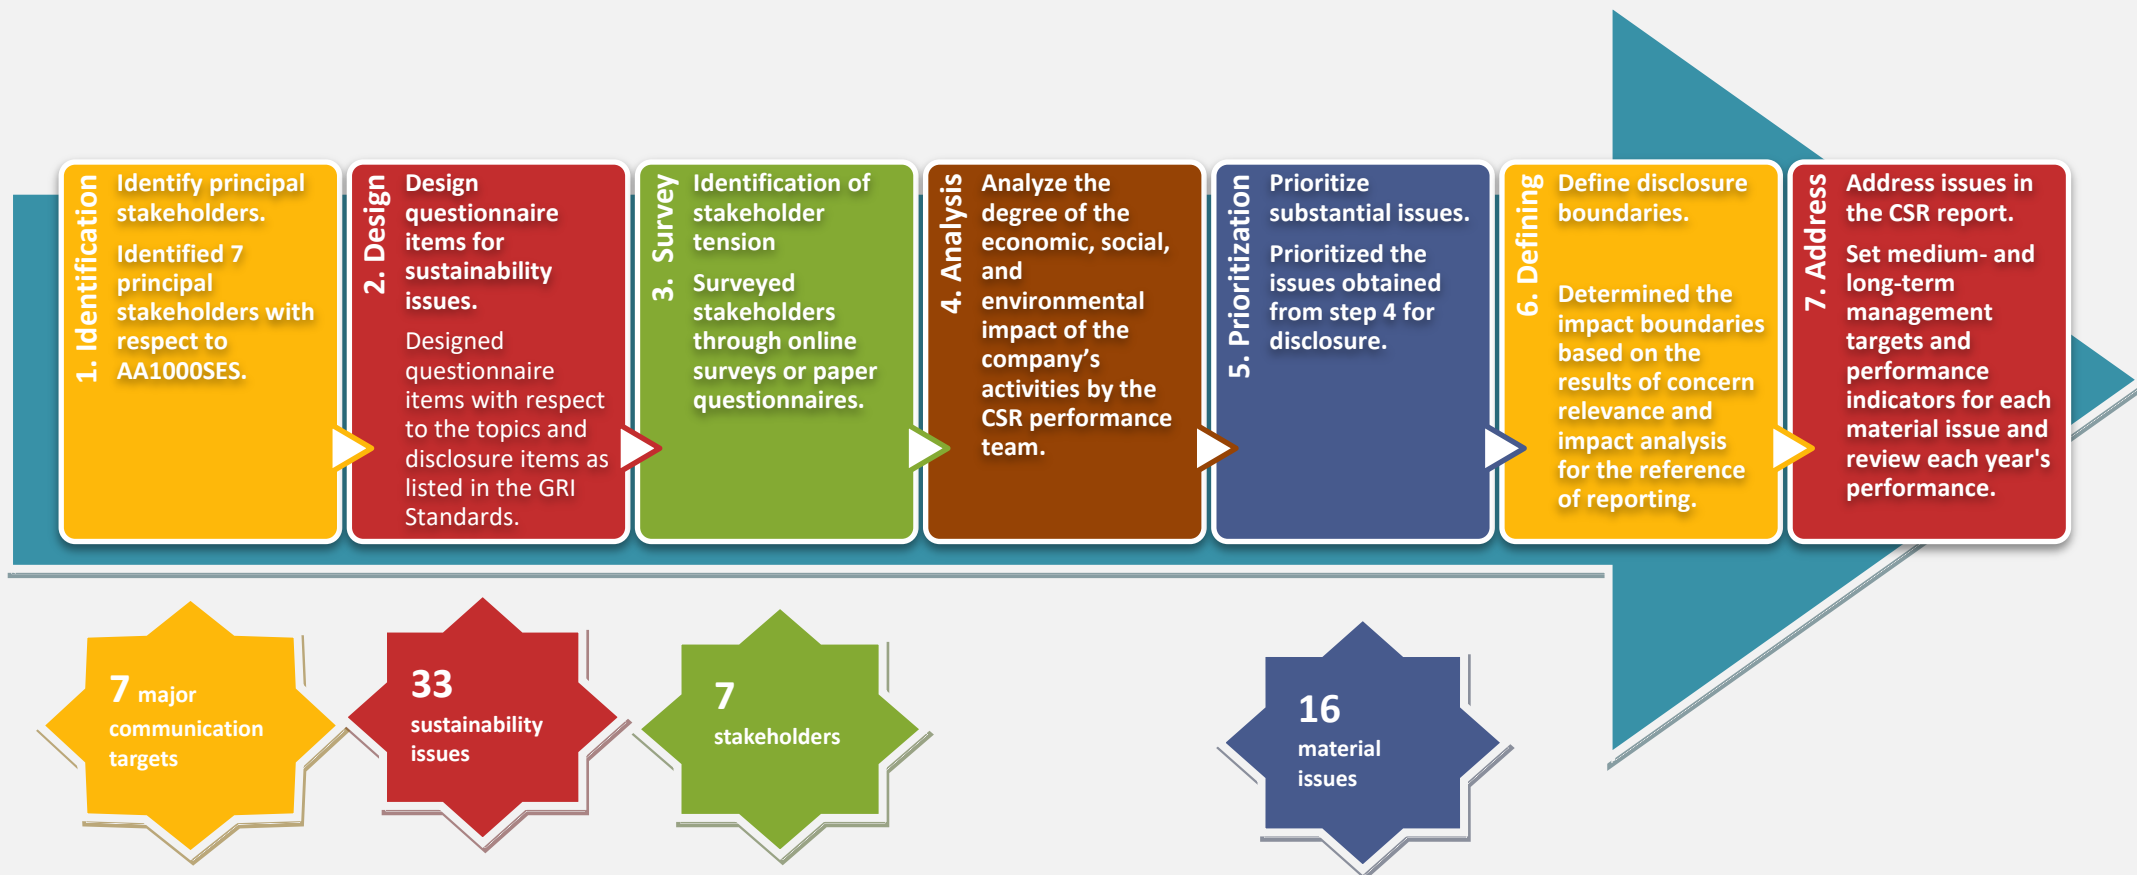 1. Identification
Identify principal
stakeholders.
Identified 7
principal
stakeholders with
respect to
AA1000SES.
2. Design
Design
questionnaire
items for
sustainability
issues.
Designed
questionnaire
items with respect
to the topics and
disclosure items as
listed in the GRI
Standards.
3. Survey
Identification of
stakeholder
tension
Surveyed
stakeholders
through online
surveys or paper
questionnaires.
4. Analysis
Analyze the
degree of the
economic, social,
and
environmental
impact of the
company’s
activities by the
CSR performance
team.
5. Prioritization
Prioritize
substantial issues.
Prioritized the
issues obtained
from step 4 for
disclosure.
6. Defining
Define disclosure
boundaries.
Determined the
impact boundaries
based on the
results of concern
relevance and
impact analysis
for the reference
of reporting.
7. Address
Address issues in
the CSR report.
Set medium- and
long-term
management
targets and
performance
indicators for each
material issue and
review each year's
performance.
7 major
communication
targets
33
sustainability
issues
7
stakeholders
16
material
issues